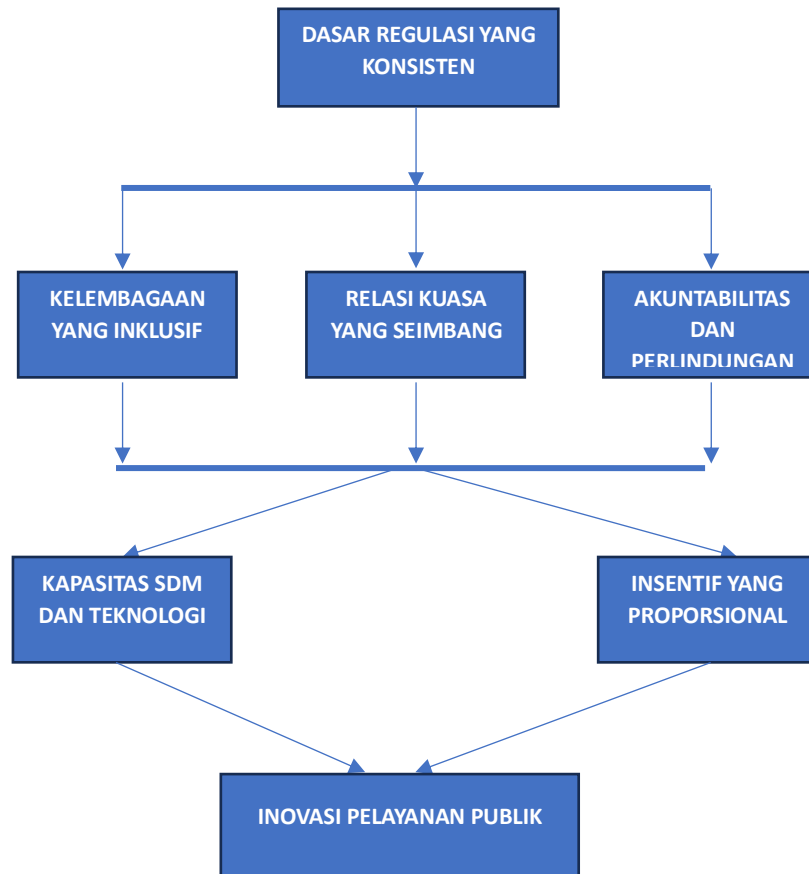 DASAR REGULASI YANG
KONSISTEN
KELEMBAGAAN
YANG INKLUSIF
RELASI KUASA
YANG SEIMBANG
AKUNTABILITAS
DAN
PERLINDUNGAN
KAPASITAS SDM
DAN TEKNOLOGI
INSENTIF YANG
PROPORSIONAL
INOVASI PELAYANAN PUBLIK